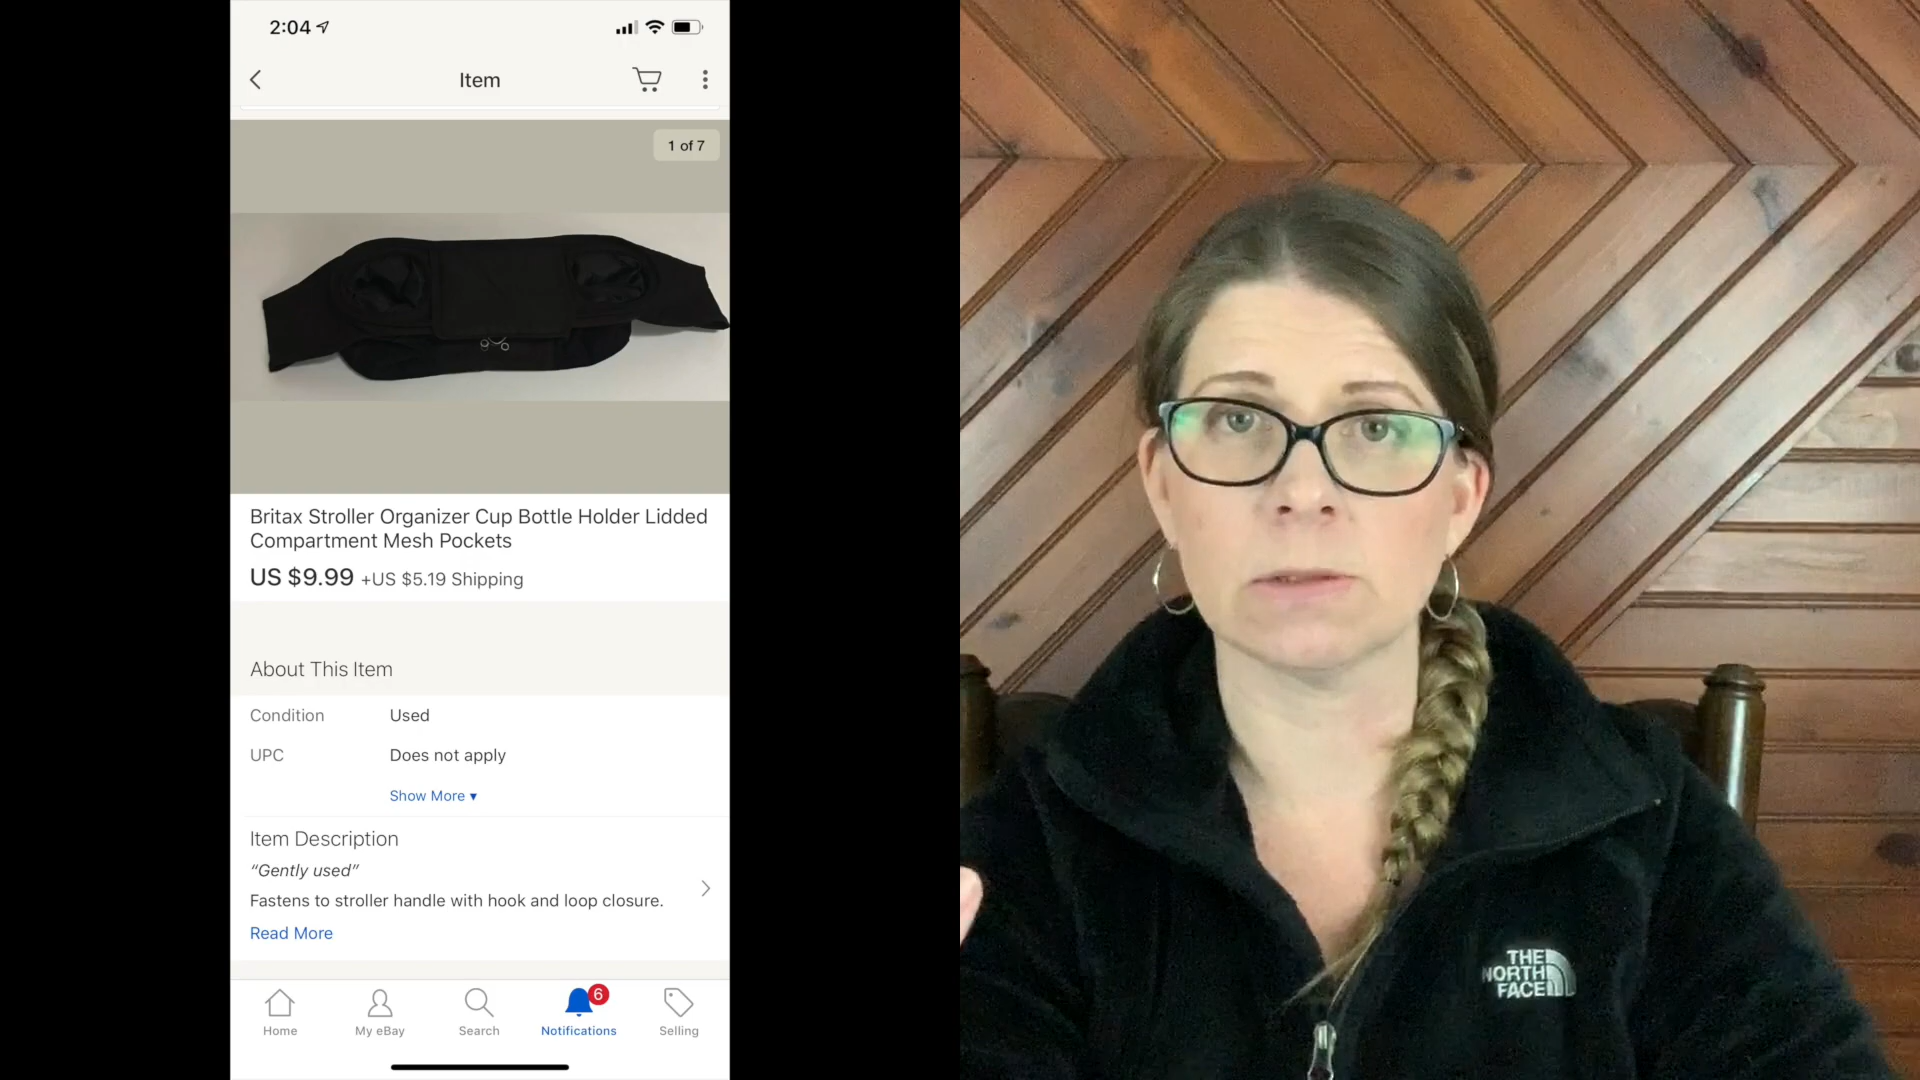 2:04
Item
1 of 7
Britax Stroller Organizer Cup Bottle Holder Lidded
Compartment Mesh Pockets
US $9.99 +US $5.19 Shipping
About This Item
Condition Used
UPC Does not apply
Show More ▾
Item Description
“Gently used”
Fastens to stroller handle with hook and loop closure.
Read More
6
Home My eBay Search Notifications Selling
THE
NORTH
FACE